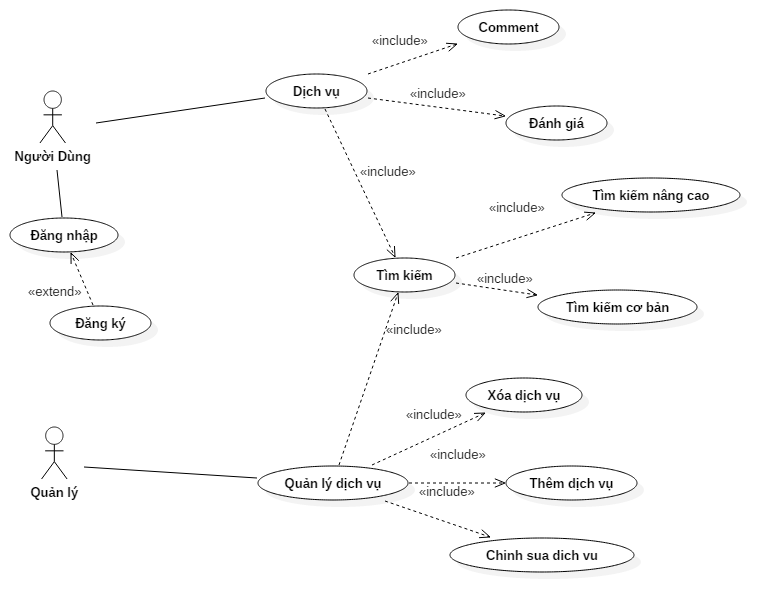 Comment
«include»
Dịch vụ
«include»
Đánh giá
Người Dùng
«include»
Tìm kiếm nâng cao
«include»
Đăng nhập
Tìm kiếm
«include»
«extend»
Tìm kiếm cơ bản
Đăng ký
«include»
Xóa dịch vụ
«include»
«include»
Quản lý
Quản lý dịch vụ
Thêm dịch vụ
«include»
Chinh sua dich vu